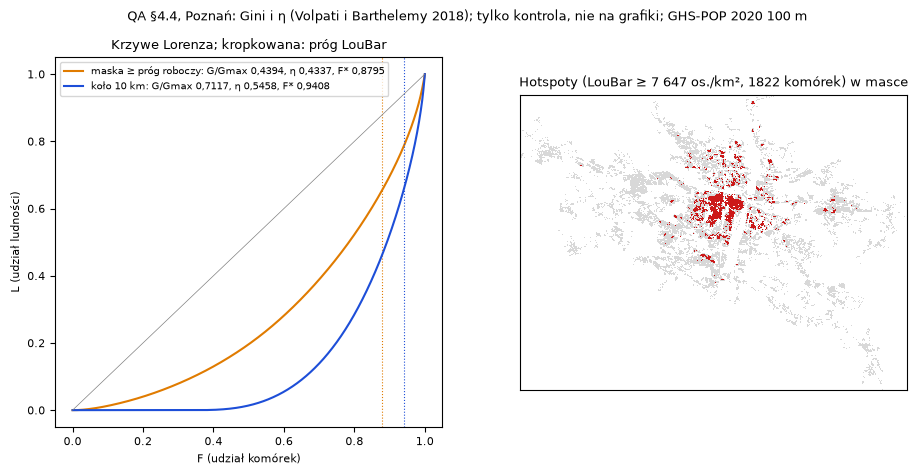 QA §4.4, Poznań: Gini i η (Volpati i Barthelemy 2018); tylko kontrola, nie na grafiki; GHS-POP 2020 100 m
Krzywe Lorenza; kropkowana: próg LouBar
maska ≥ próg roboczy: G/Gmax 0,4394, η 0,4337, F* 0,8795
koło 10 km: G/Gmax 0,7117, η 0,5458, F* 0,9408
1.0
0.8
0.6
0.4
0.2
0.0
L (udział ludności)
0.0 0.2 0.4 0.6 0.8 1.0
F (udział komórek)
Hotspoty (LouBar ≥ 7 647 os./km², 1822 komórek) w masce